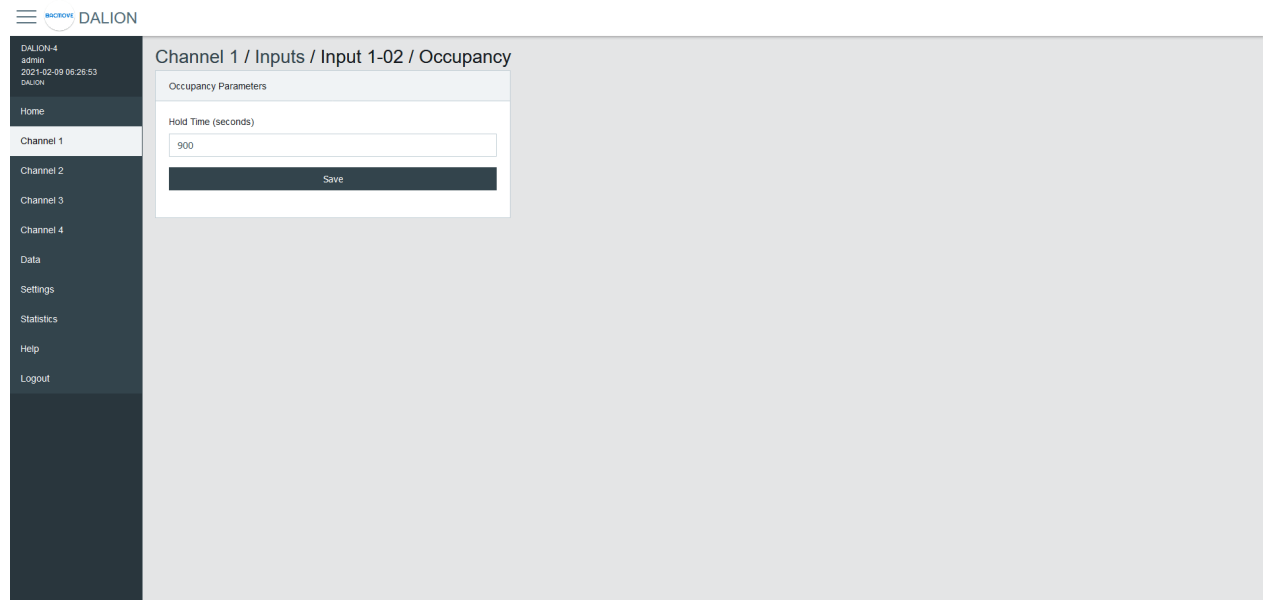 BACMOVE DALION
DALION-4
admin
2021-02-09 06:26:53
DALION
Home
Channel 1
Channel 2
Channel 3
Channel 4
Data
Settings
Statistics
Help
Logout
Channel 1 / Inputs / Input 1-02 / Occupancy
Occupancy Parameters
Hold Time (seconds)
900
Save